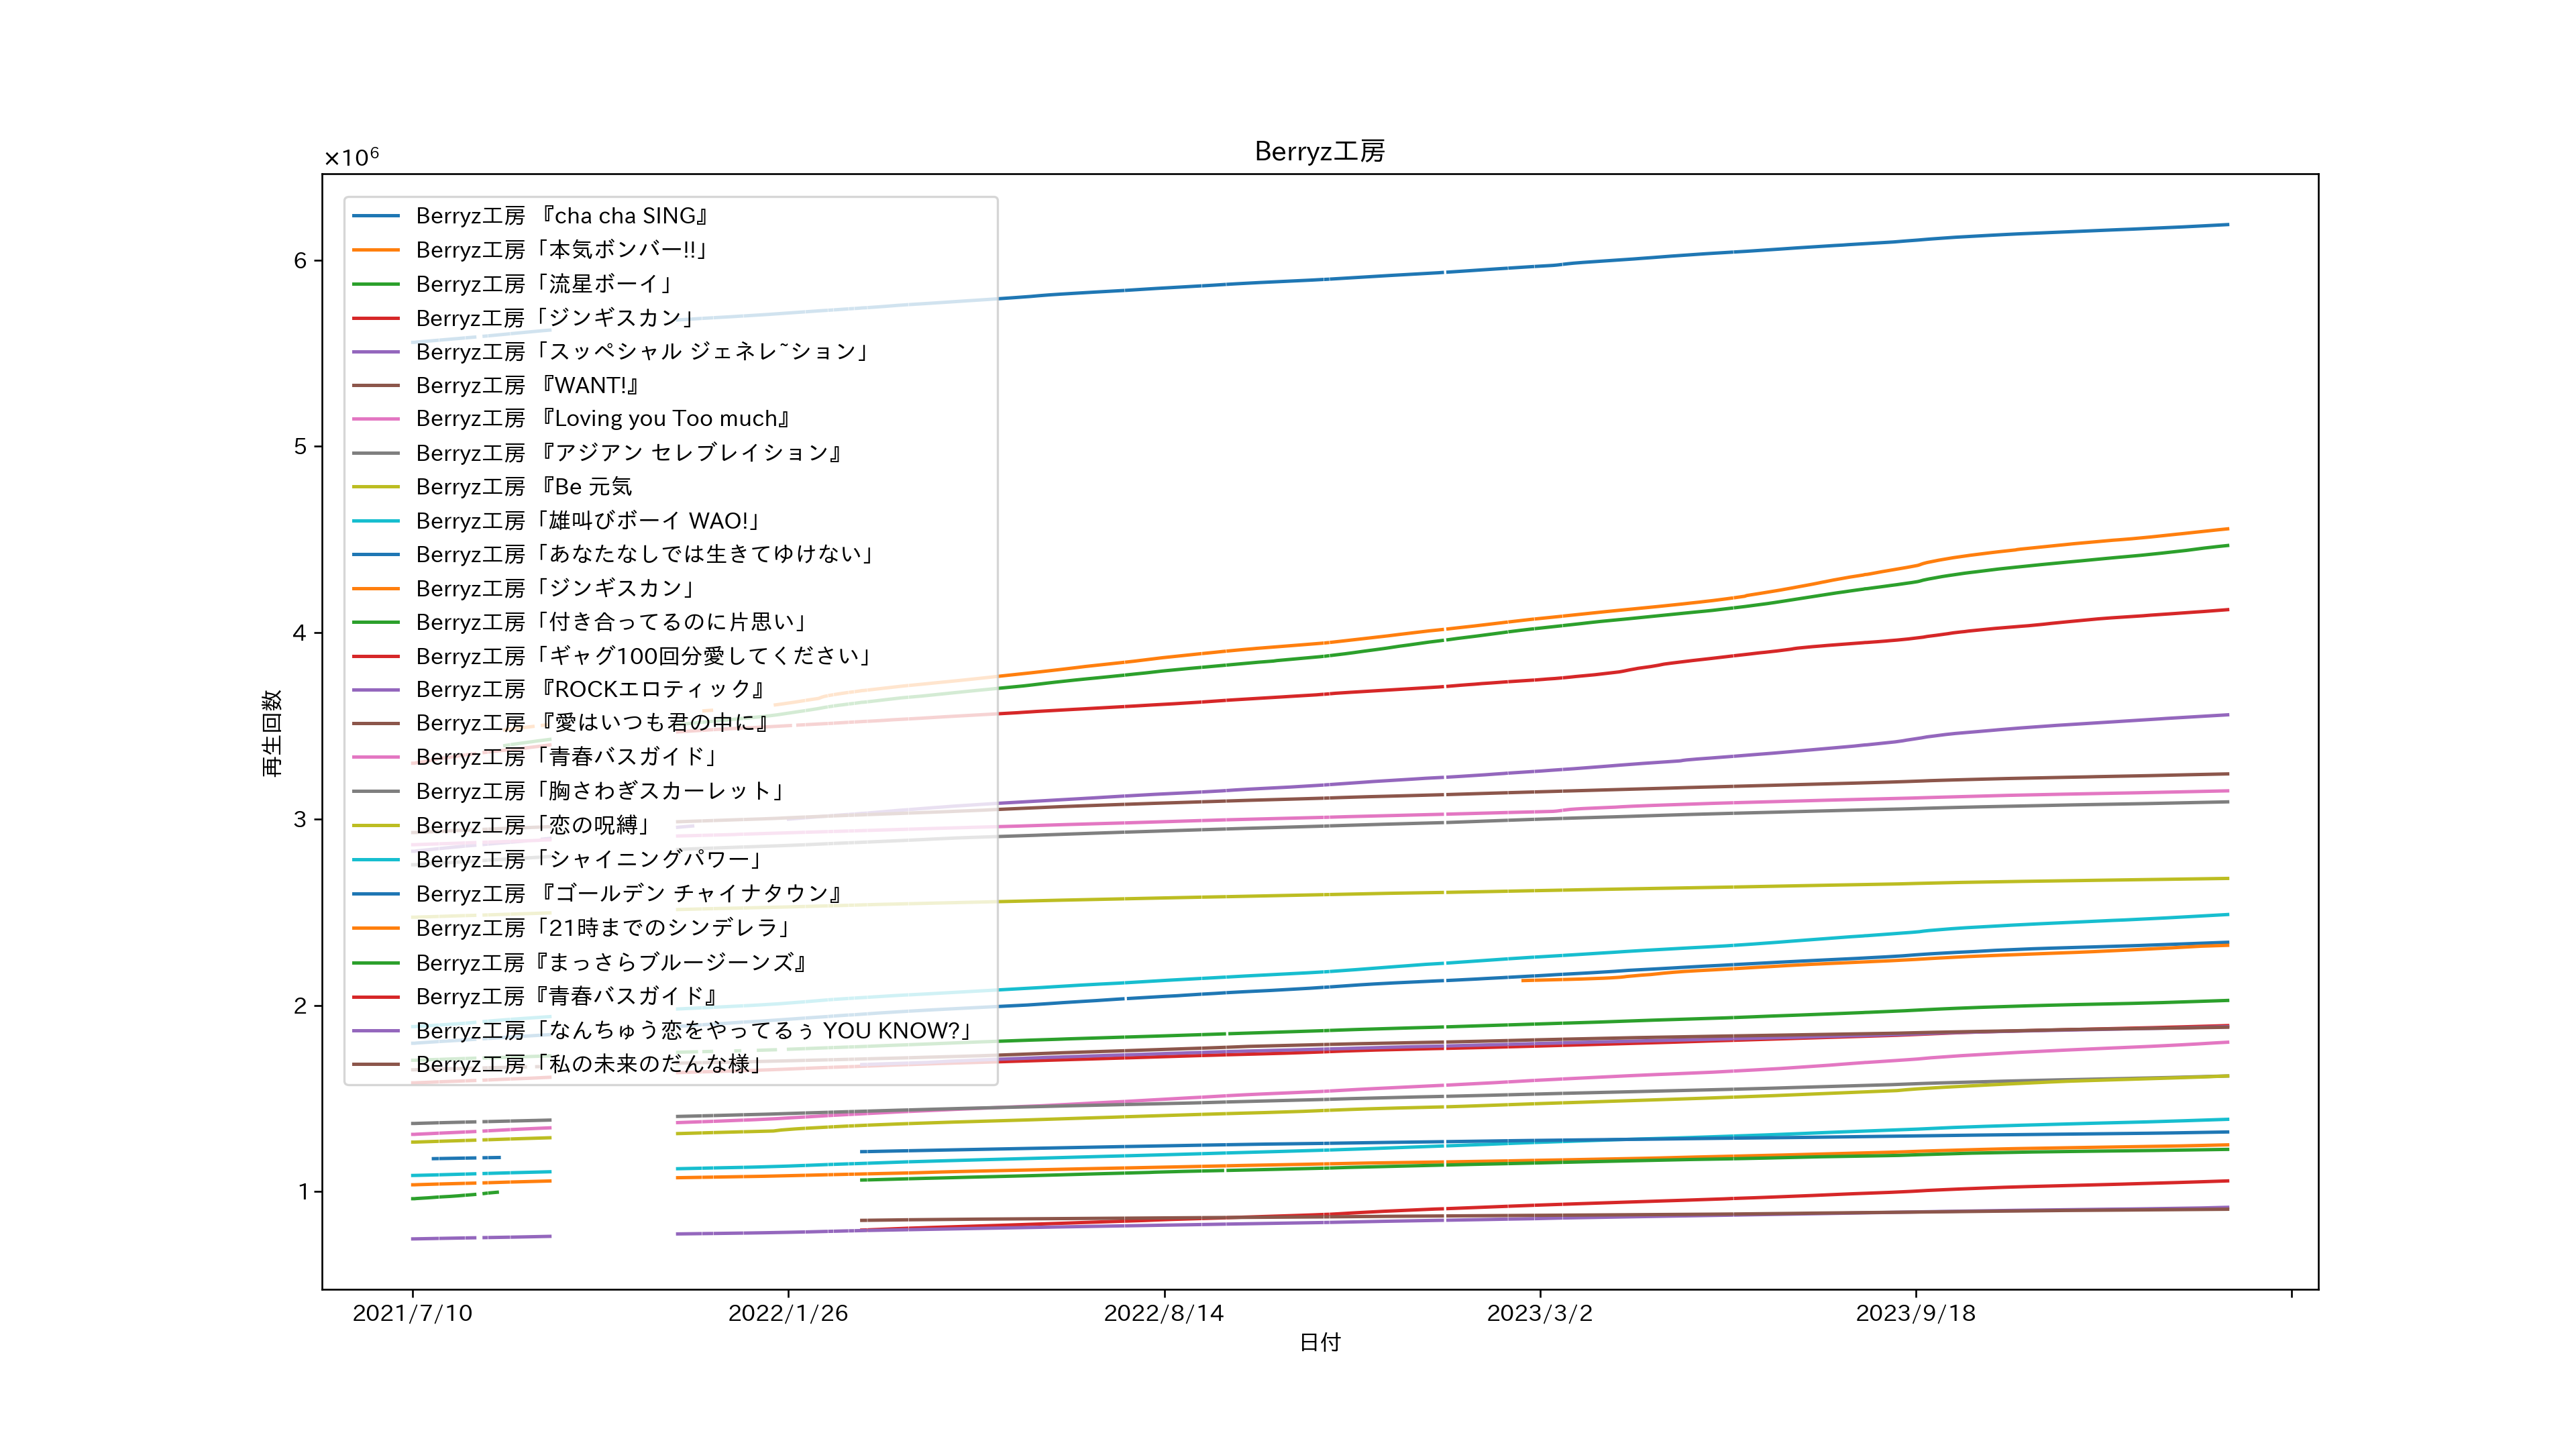 Berryz工房
×10⁶
6
5
4
3
2
1
再生回数
Berryz工房 『cha cha SING』
Berryz工房「本気ボンバー!!」
Berryz工房「流星ボーイ」
Berryz工房「ジンギスカン」
Berryz工房「スッペシャル ジェネレ~ション」
Berryz工房 『WANT!』
Berryz工房 『Loving you Too much』
Berryz工房 『アジアン セレブレイション』
Berryz工房 『Be 元気
Berryz工房「雄叫びボーイ WAO!」
Berryz工房「あなたなしでは生きてゆけない」
Berryz工房「ジンギスカン」
Berryz工房「付き合ってるのに片思い」
Berryz工房「ギャグ100回分愛してください」
Berryz工房 『ROCKエロティック』
Berryz工房 『愛はいつも君の中に』
Berryz工房「青春バスガイド」
Berryz工房「胸さわぎスカーレット」
Berryz工房「恋の呪縛」
Berryz工房「シャイニングパワー」
Berryz工房 『ゴールデン チャイナタウン』
Berryz工房「21時までのシンデレラ」
Berryz工房『まっさらブルージーンズ』
Berryz工房『青春バスガイド』
Berryz工房「なんちゅう恋をやってるぅ YOU KNOW?」
Berryz工房「私の未来のだんな様」
2021/7/10
2022/1/26
2022/8/14
2023/3/2
2023/9/18
日付